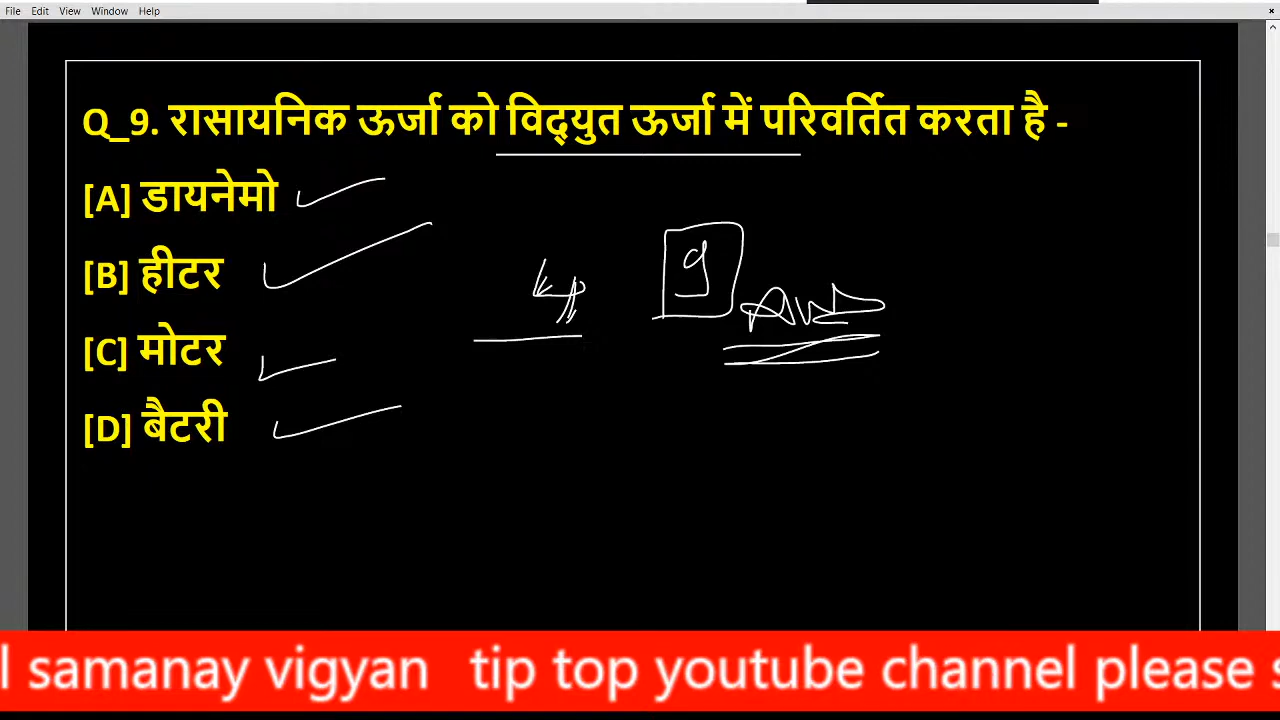 File Edit View Window Help
Q_9. रासायनिक ऊर्जा को विद्युत ऊर्जा में परिवर्तित करता है -
[A] डायनेमो
[B] हीटर
[C] मोटर
[D] बैटरी
9
l samanay vigyan tip top youtube channel please s